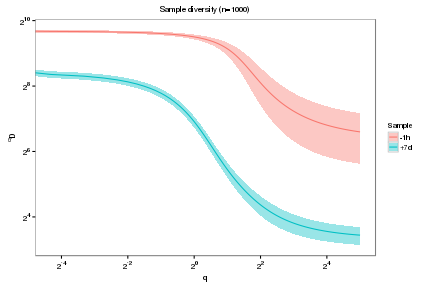 Sample diversity (n=1000)
2^10
2^8
2^6
2^4
qD
2^-4
2^-2
2^0
2^2
2^4
q
Sample
-1h
+7d